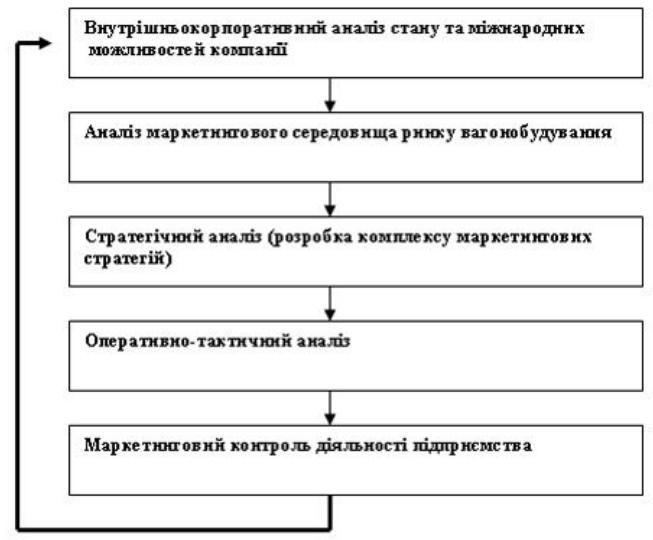 Внутрішньокорпоративний аналіз стану та міжнародних
можливостей компанії
Аналіз маркетингового середовища ринку вагонобудування
Стратегічний аналіз (розробка комплексу маркетингових
стратегій)
Оперативно-тактичний аналіз
Маркетинговий контроль діяльності підприємства